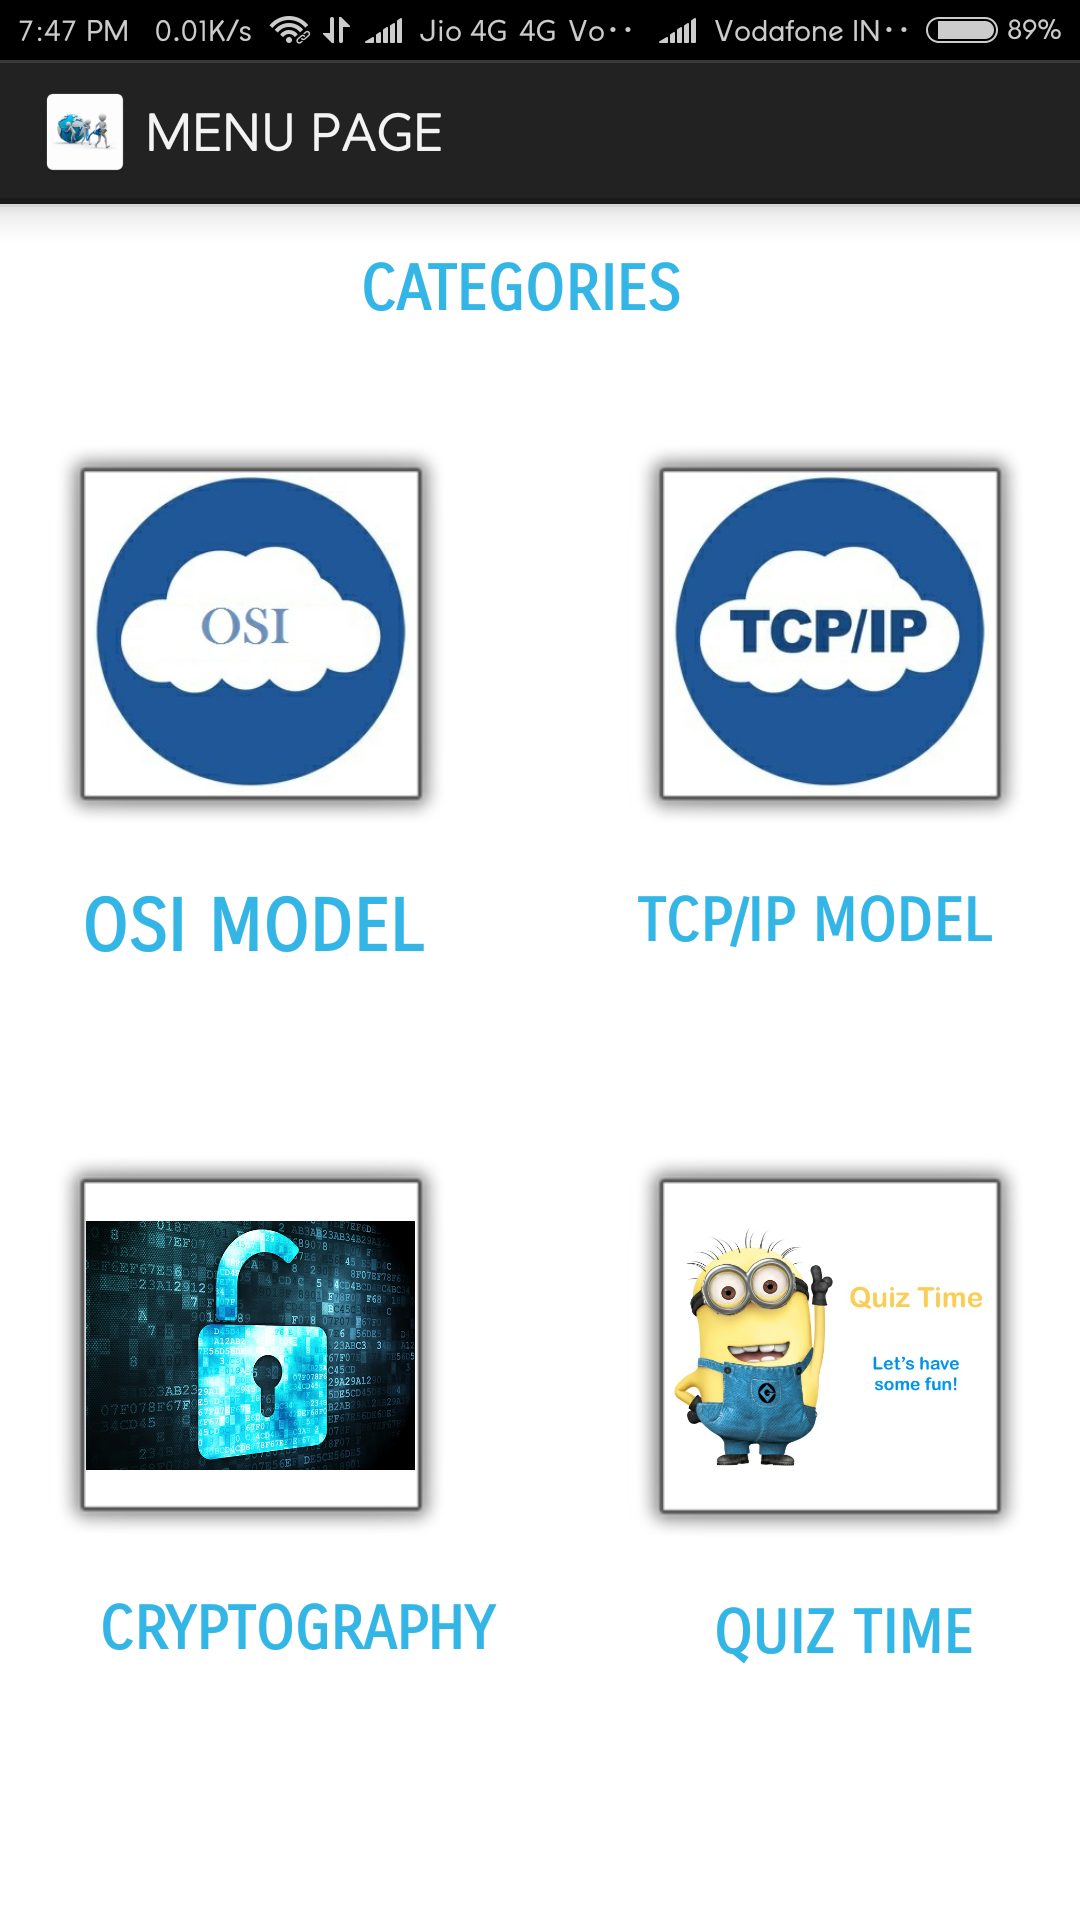 7:47 PM 0.01K/s Jio 4G 4G Vo·· Vodafone IN·· 89%
MENU PAGE
CATEGORIES
OSI
TCP/IP
OSI MODEL
TCP/IP MODEL
Quiz Time
Let's have
some fun!
CRYPTOGRAPHY
QUIZ TIME